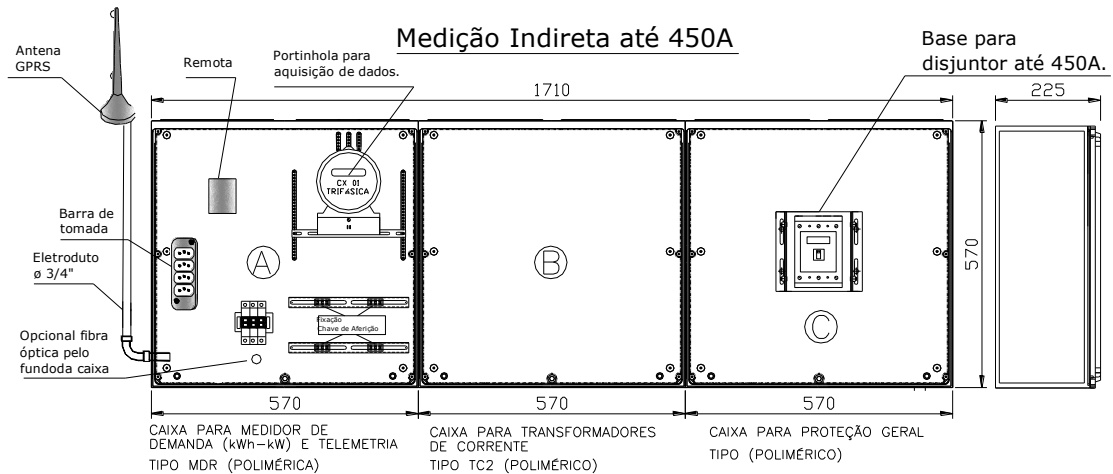 Medição Indireta até 450A
Antena
GPRS
Remota
Portinhola para
aquisição de dados.
Base para
disjuntor até 450A.
1710
225
CX 01
TRIFÁSICA
Barra de
tomada
A
B
C
570
Eletroduto
ø 3/4"
Fixação
Chave de Aferição
Opcional fibra
óptica pelo
fundoda caixa
570
570
570
CAIXA PARA MEDIDOR DE
DEMANDA (kWh-kW) E TELEMETRIA
TIPO MDR (POLIMÉRICA)
CAIXA PARA TRANSFORMADORES
DE CORRENTE
TIPO TC2 (POLIMÉRICO)
CAIXA PARA PROTEÇÃO GERAL
TIPO (POLIMÉRICO)